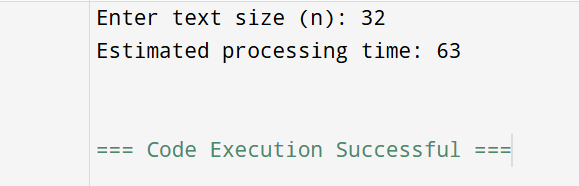 Enter text size (n): 32
Estimated processing time: 63
=== Code Execution Successful ===